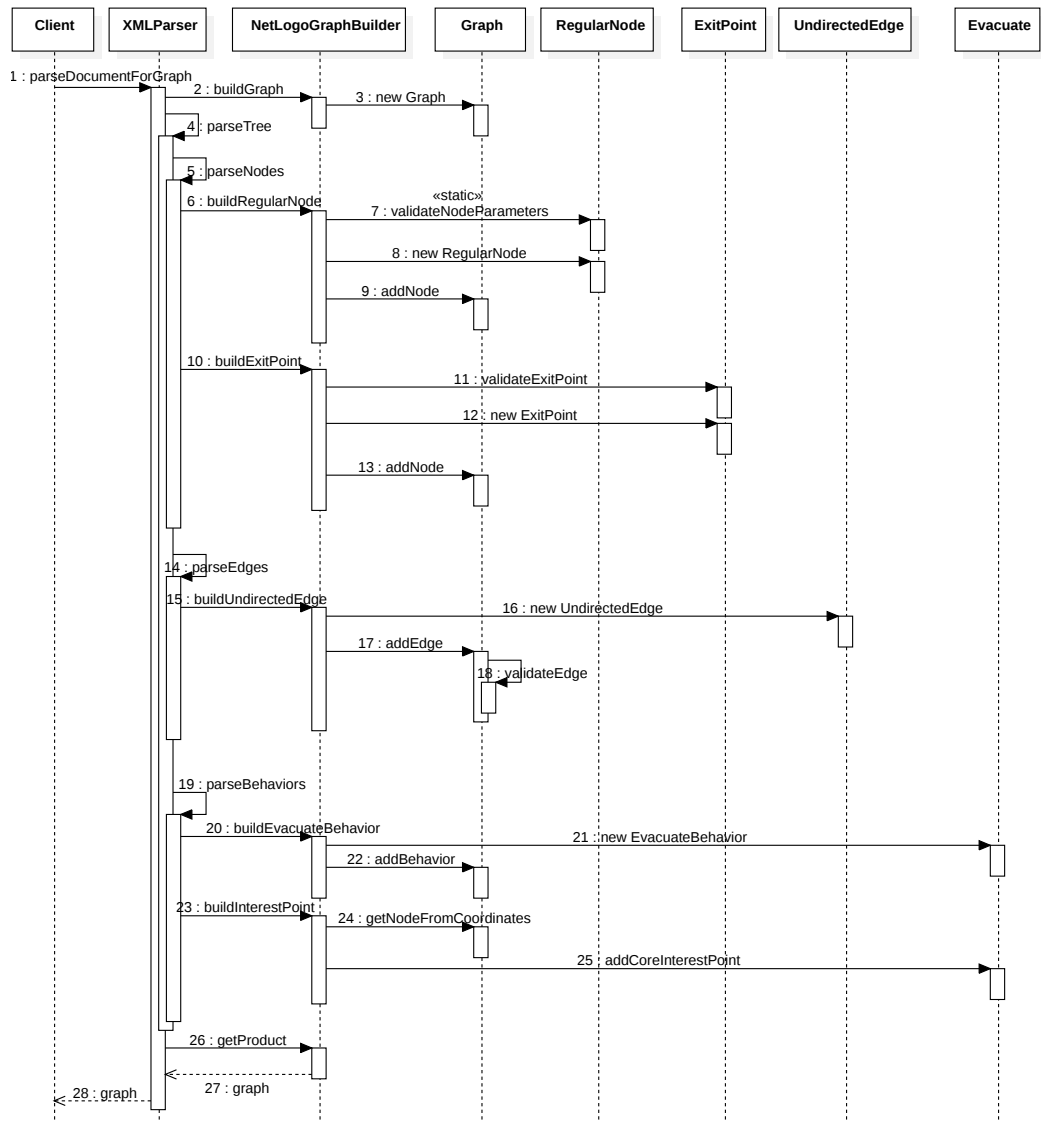 Client
XMLParser
NetLogoGraphBuilder
Graph
RegularNode
ExitPoint
UndirectedEdge
Evacuate
1 : parseDocumentForGraph
2 : buildGraph
3 : new Graph
4 : parseTree
5 : parseNodes
6 : buildRegularNode
«static»
7 : validateNodeParameters
8 : new RegularNode
9 : addNode
10 : buildExitPoint
11 : validateExitPoint
12 : new ExitPoint
13 : addNode
14 : parseEdges
15 : buildUndirectedEdge
16 : new UndirectedEdge
17 : addEdge
18 : validateEdge
19 : parseBehaviors
20 : buildEvacuateBehavior
21 : new EvacuateBehavior
22 : addBehavior
23 : buildInterestPoint
24 : getNodeFromCoordinates
25 : addCoreInterestPoint
26 : getProduct
27 : graph
28 : graph